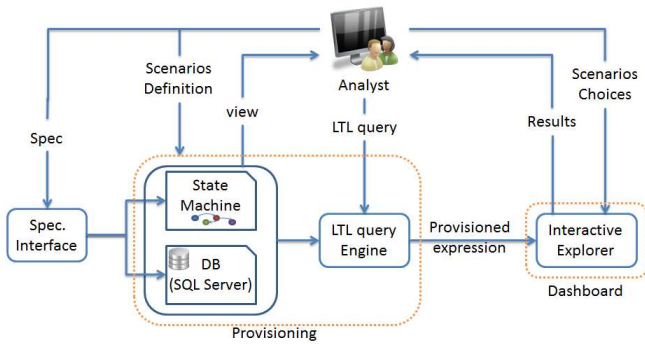 Analyst
Scenarios
Definition
view
LTL query
Results
Scenarios
Choices
Spec
State
Machine
Spec.
Interface
LTL query
Engine
Provisioned
expression
Interactive
Explorer
DB
(SQL Server)
Dashboard
Provisioning